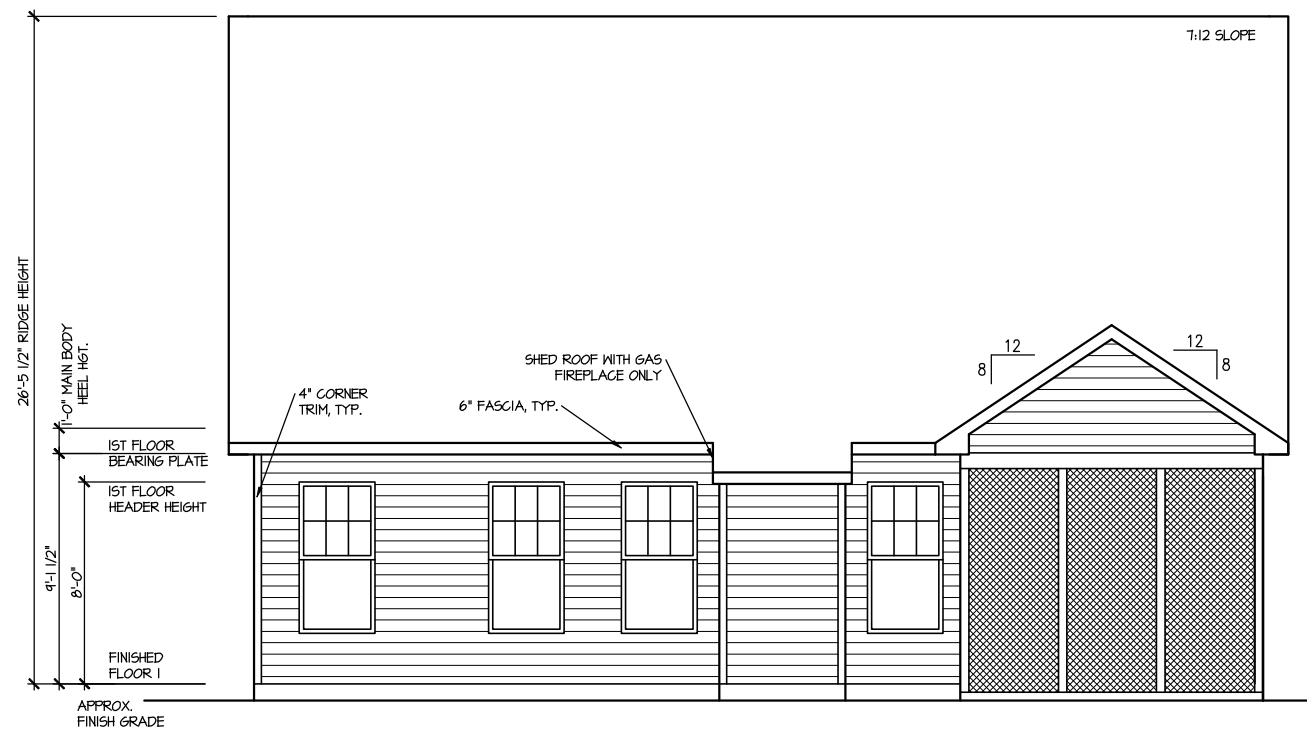 7:12 SLOPE
26'-5 1/2" RIDGE HEIGHT
1'-0" MAIN BODY
HEEL HGT.
12
8
12
8
SHED ROOF WITH GAS
FIREPLACE ONLY
4" CORNER
TRIM, TYP.
6" FASCIA, TYP.
1ST FLOOR
BEARING PLATE
1ST FLOOR
HEADER HEIGHT
9'-1 1/2"
8'-0"
FINISHED
FLOOR 1
APPROX.
FINISH GRADE